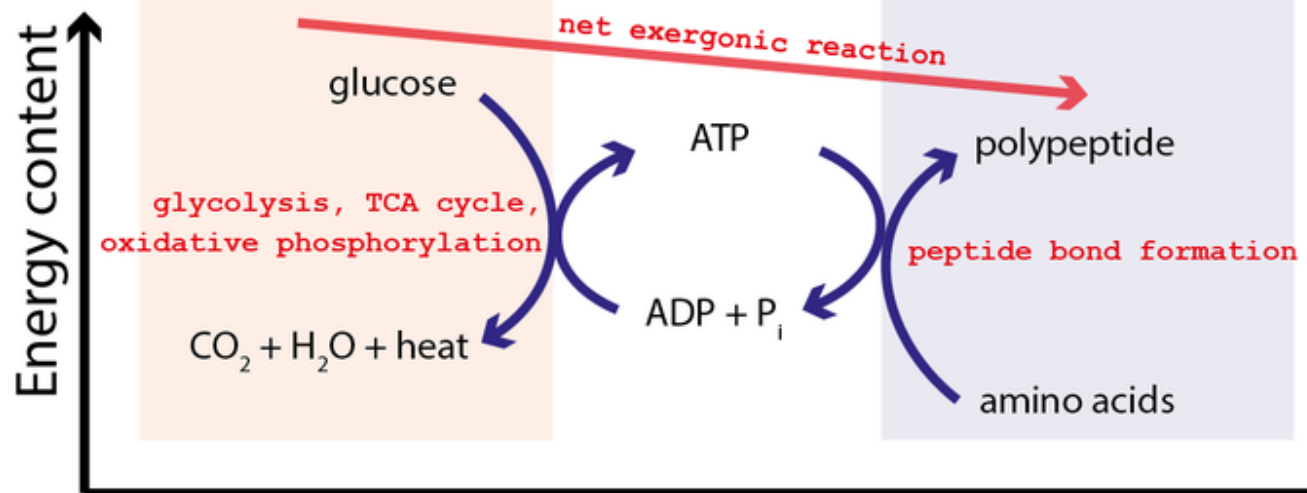 Energy content
net exergonic reaction
glucose
ATP
polypeptide
glycolysis, TCA cycle,
oxidative phosphorylation
peptide bond formation
ADP + Pi
CO2 + H2O + heat
amino acids